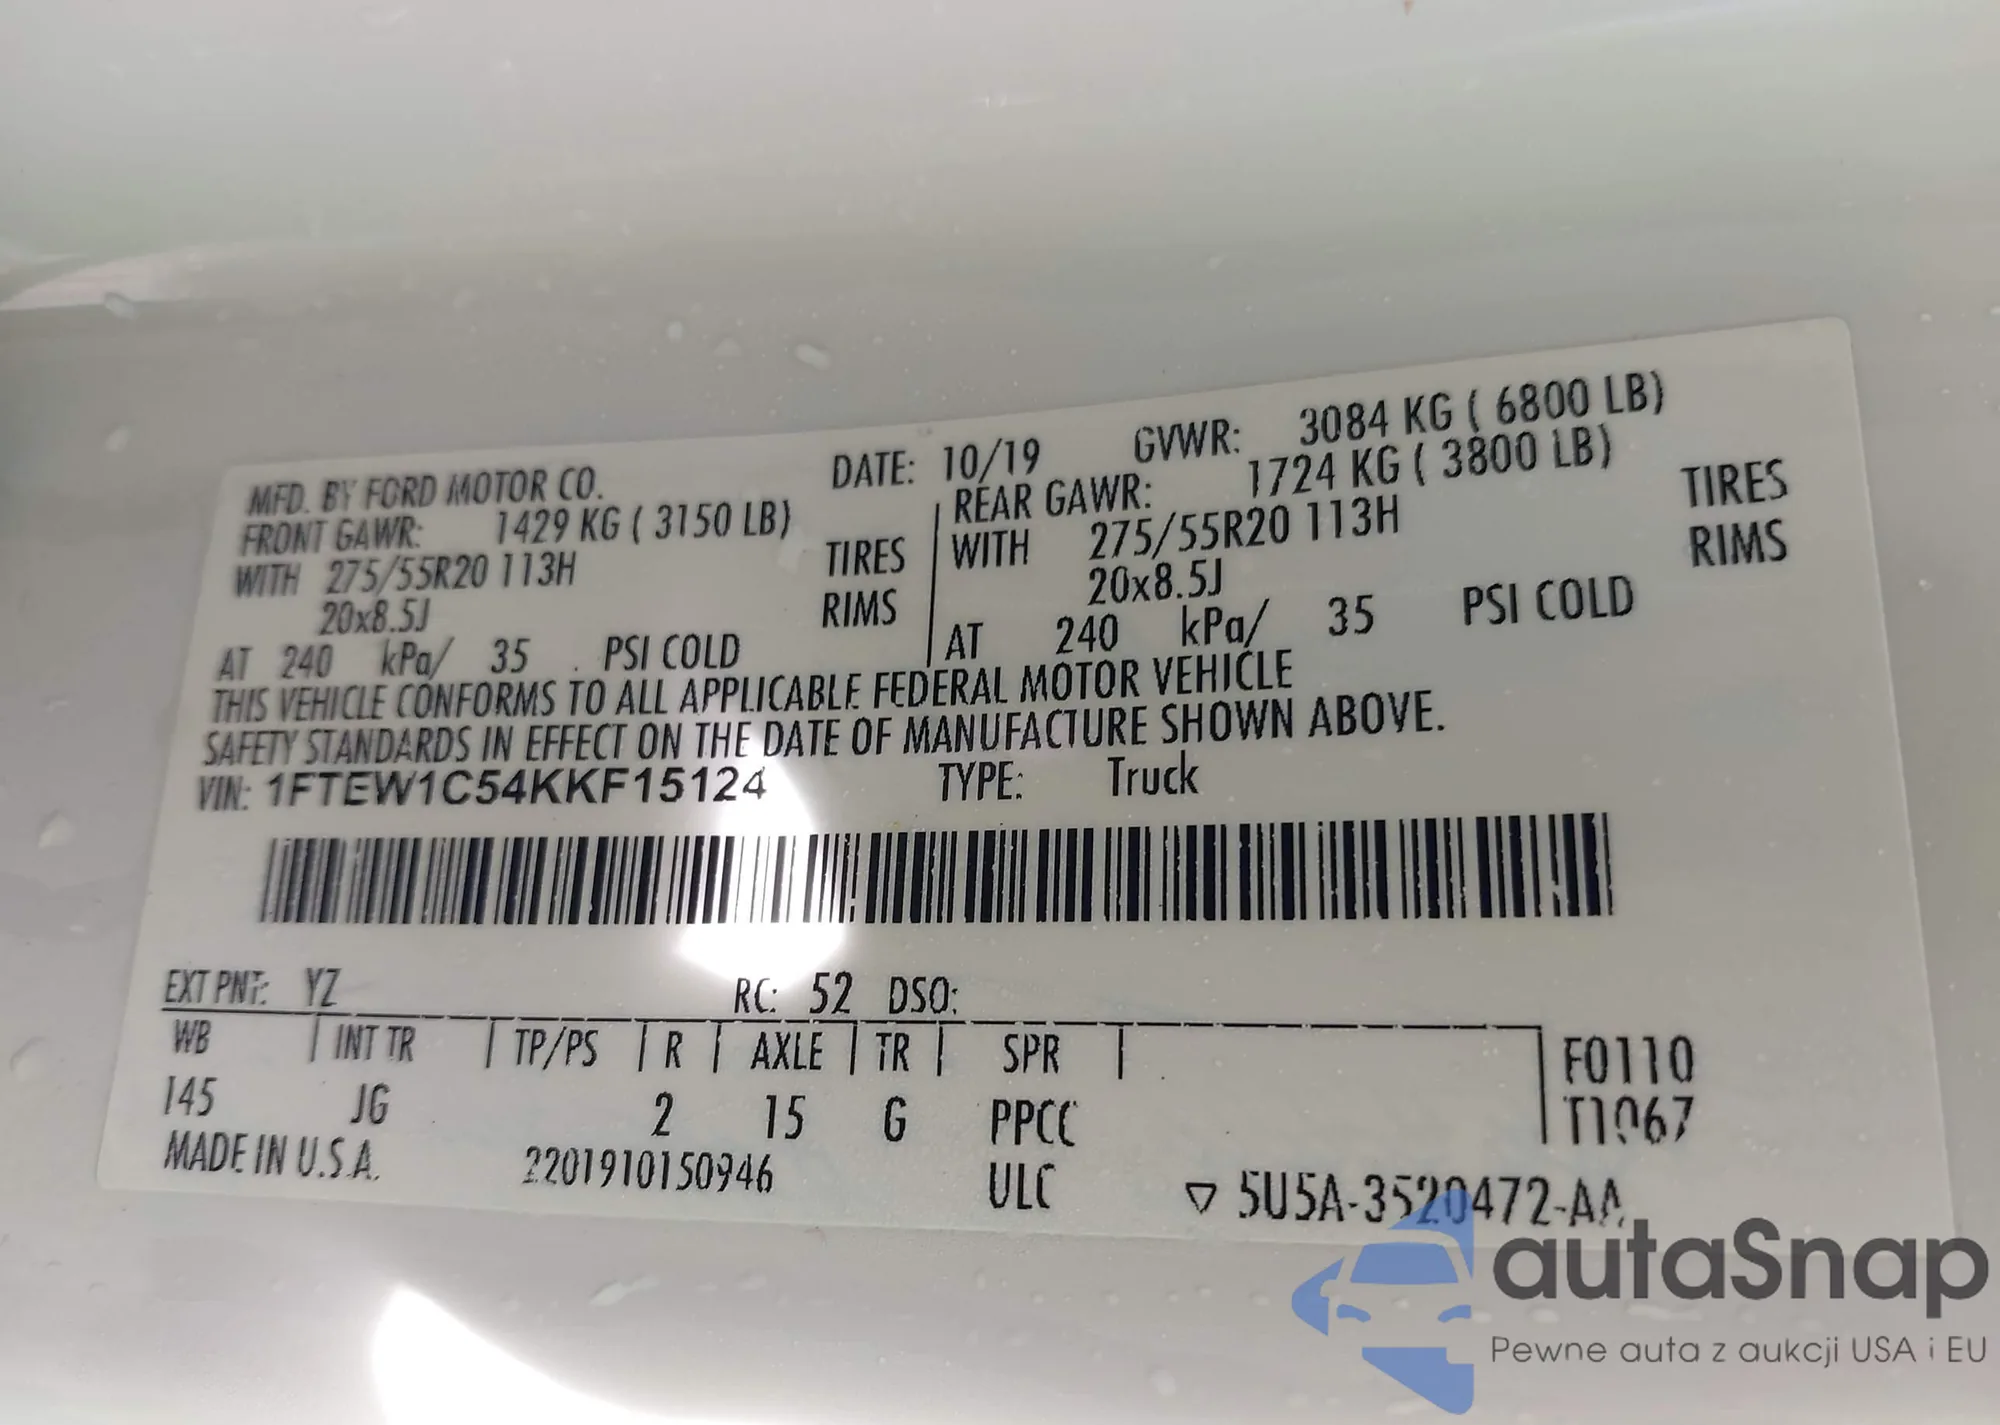 MFD. BY FORD MOTOR CO. DATE: 10/19 GVWR: 3084 KG ( 6800 LB)
FRONT GAWR: 1429 KG ( 3150 LB) REAR GAWR: 1724 KG ( 3800 LB)
WITH 275/55R20 113H TIRES WITH 275/55R20 113H TIRES
20x8.5J RIMS 20x8.5J RIMS
AT 240 kPa/ 35 PSI COLD AT 240 kPa/ 35 PSI COLD
THIS VEHICLE CONFORMS TO ALL APPLICABLE FEDERAL MOTOR VEHICLE
SAFETY STANDARDS IN EFFECT ON THE DATE OF MANUFACTURE SHOWN ABOVE.
VIN: 1FTEW1C54KKF15124 TYPE: Truck
EXT PNT: YZ RC: 52 DSO:
WB INT TR TP/PS R AXLE TR SPR F0110
145 JG 2 15 G PPCC T1067
MADE IN U.S.A. 2201910150946 ULC ▽ 5U5A-3520472-AA
autaSnap
Pewne auta z aukcji USA i EU